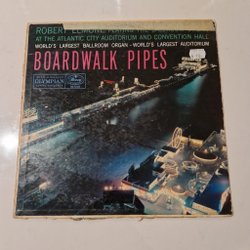 ROBERT ELMORE
AT THE ATLANTIC CITY AUDITORIUM AND CONVENTION HALL
WORLD'S LARGEST BALLROOM ORGAN - WORLD'S LARGEST AUDITORIUM
BOARDWALK PIPES
OLYMPIAN